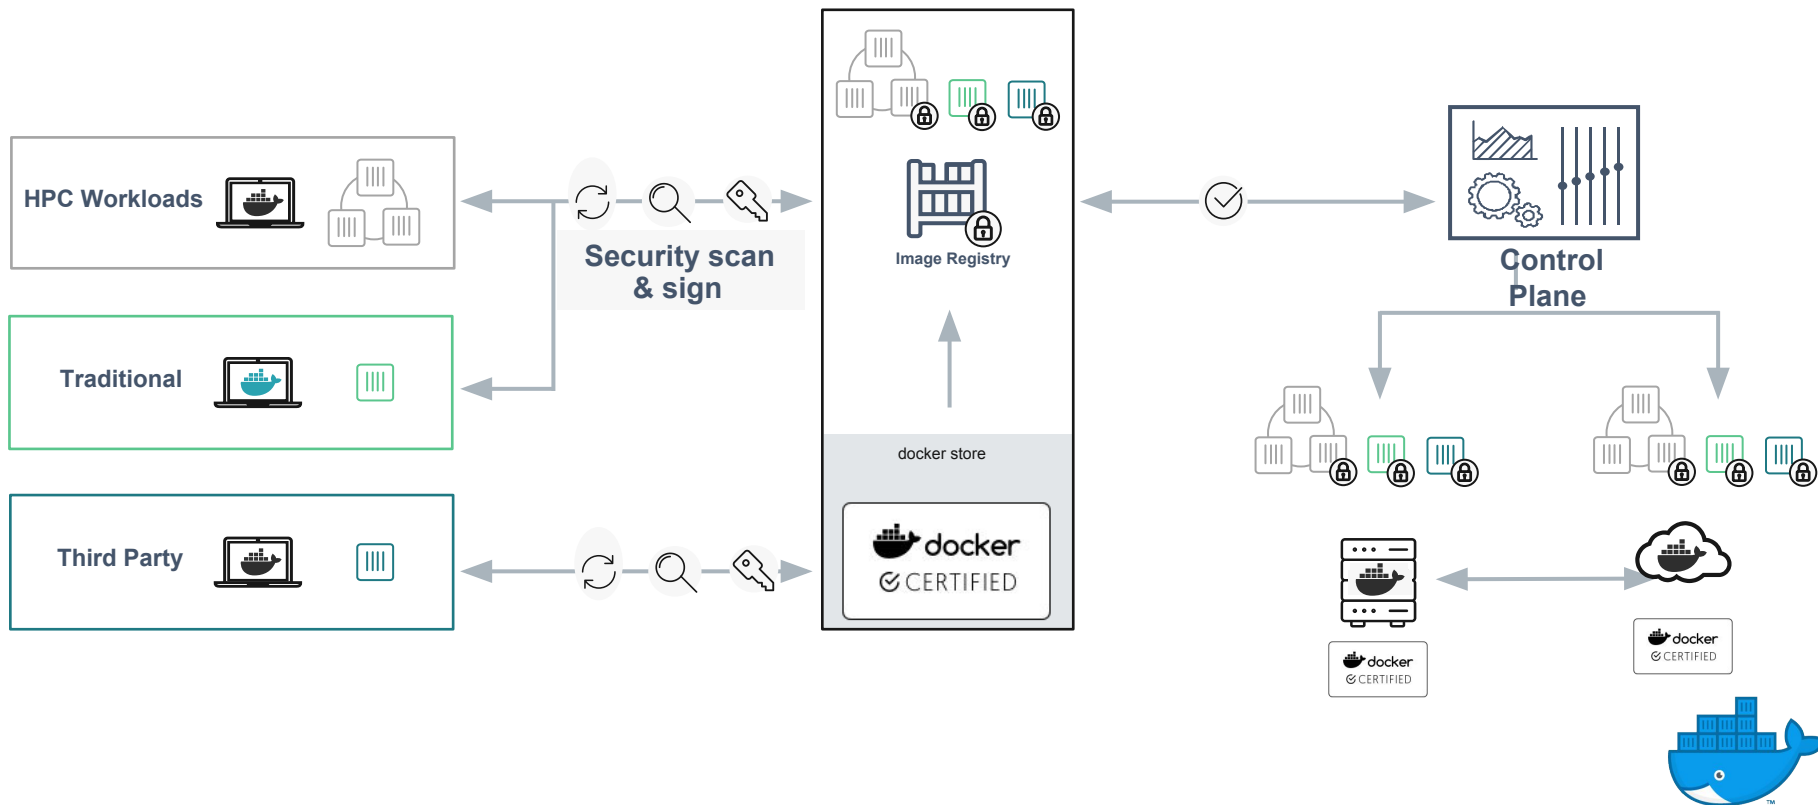 HPC Workloads
Security scan
& sign
Traditional
Third Party
Image Registry
docker store
docker
CERTIFIED
Control
Plane
docker
CERTIFIED
docker
CERTIFIED
TM